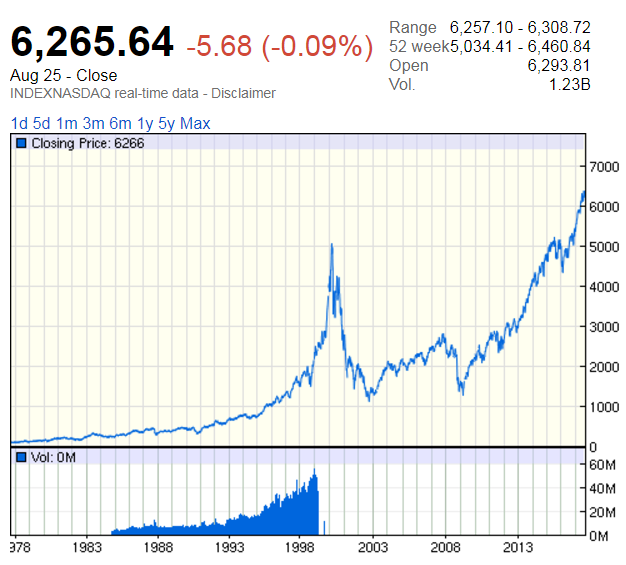 6,265.64 -5.68 (-0.09%)
Aug 25 - Close
INDEXNASDAQ real-time data - Disclaimer
Range 6,257.10 - 6,308.72
52 week 5,034.41 - 6,460.84
Open 6,293.81
Vol. 1.23B
1d 5d 1m 3m 6m 1y 5y Max
Closing Price: 6266
7000
6000
5000
4000
3000
2000
1000
0
Vol: 0M
60M
40M
20M
0M
978 1983 1988 1993 1998 2003 2008 2013